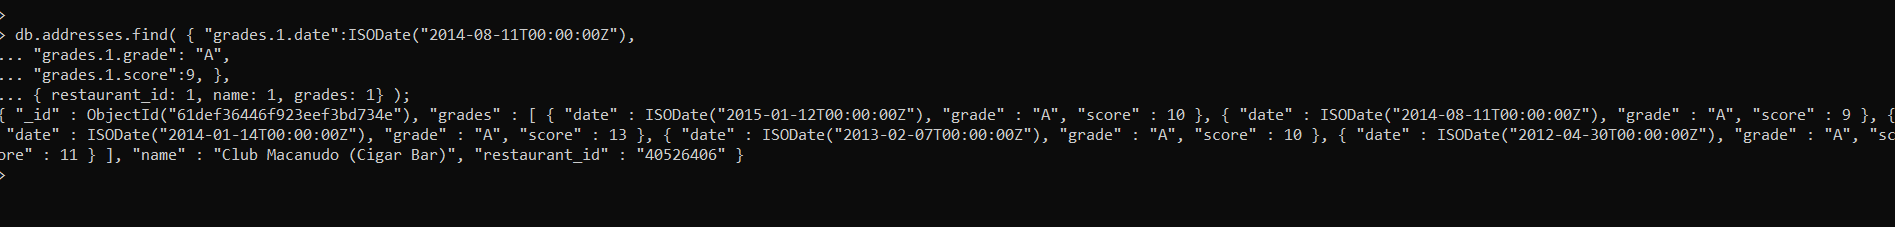 >
> db.addresses.find( { "grades.1.date":ISODate("2014-08-11T00:00:00Z"),
... "grades.1.grade": "A",
... "grades.1.score":9, },
... { restaurant_id: 1, name: 1, grades: 1} );
{ "_id" : ObjectId("61def36446f923eef3bd734e"), "grades" : [ { "date" : ISODate("2015-01-12T00:00:00Z"), "grade" : "A", "score" : 10 }, { "date" : ISODate("2014-08-11T00:00:00Z"), "grade" : "A", "score" : 9 }, {
"date" : ISODate("2014-01-14T00:00:00Z"), "grade" : "A", "score" : 13 }, { "date" : ISODate("2013-02-07T00:00:00Z"), "grade" : "A", "score" : 10 }, { "date" : ISODate("2012-04-30T00:00:00Z"), "grade" : "A", "sc
ore" : 11 } ], "name" : "Club Macanudo (Cigar Bar)", "restaurant_id" : "40526406" }
>